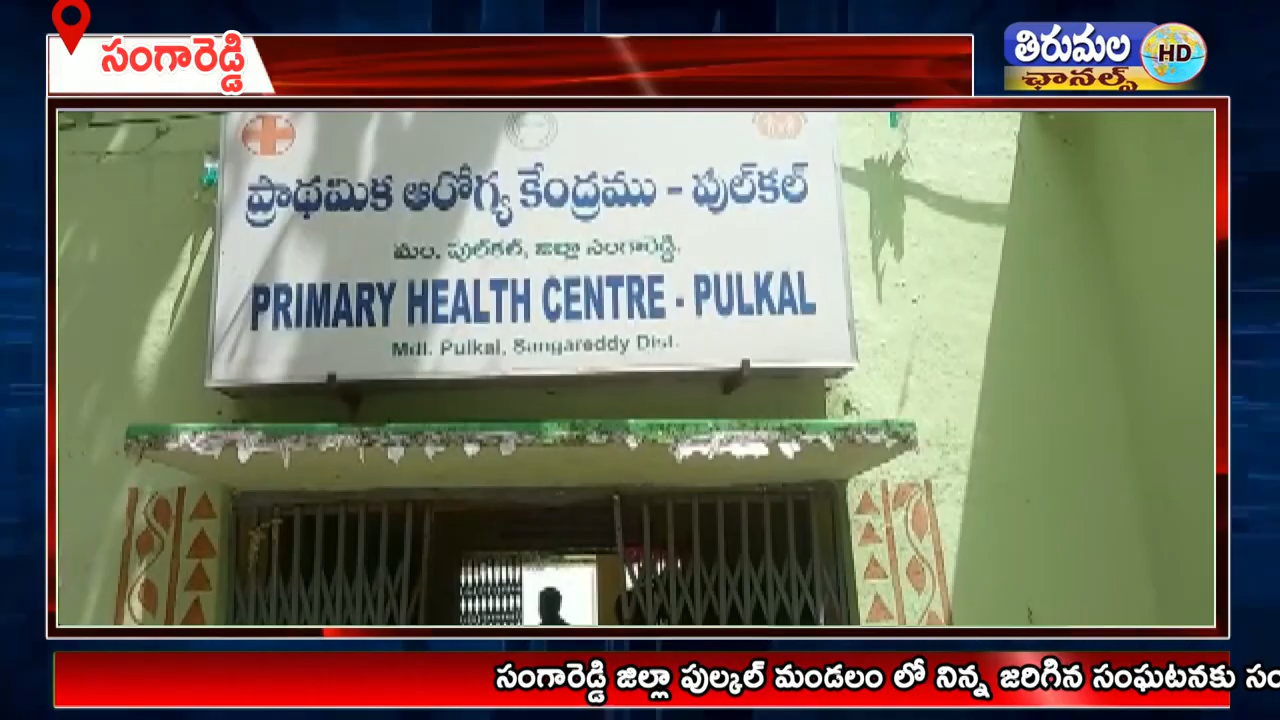 సంగారెడ్డి
తిరుమల
ఛానల్స్
HD
ప్రాథమిక ఆరోగ్య కేంద్రము - పుల్‌కల్
మం. పుల్‌కల్, జిల్లా సంగారెడ్డి.
PRIMARY HEALTH CENTRE - PULKAL
Mdl. Pulkal, Sangareddy Dist.
సంగారెడ్డి జిల్లా పుల్కల్ మండలం లో నిన్న జరిగిన సంఘటనకు సం